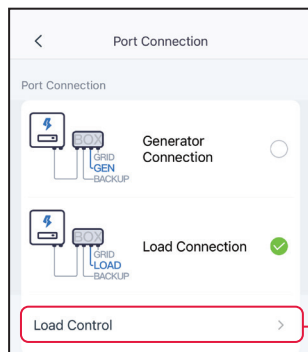 Port Connection
Port Connection
BOX
GRID
GEN
BACKUP
Generator
Connection
BOX
GRID
LOAD
BACKUP
Load Connection
Load Control